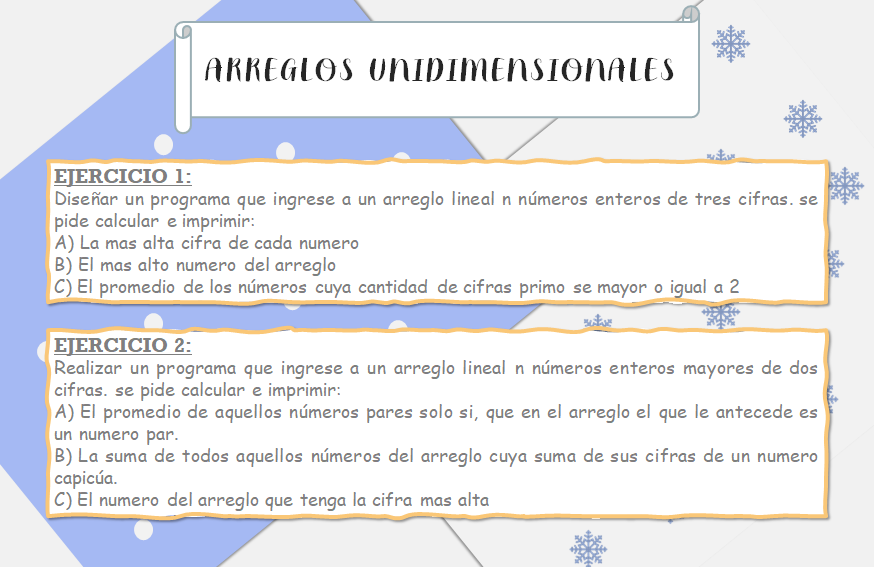 ARREGLOS UNIDIMENSIONALES
EJERCICIO 1:
Diseñar un programa que ingrese a un arreglo lineal n números enteros de tres cifras. se
pide calcular e imprimir:
A) La mas alta cifra de cada numero
B) El mas alto numero del arreglo
C) El promedio de los números cuya cantidad de cifras primo se mayor o igual a 2
EJERCICIO 2:
Realizar un programa que ingrese a un arreglo lineal n números enteros mayores de dos
cifras. se pide calcular e imprimir:
A) El promedio de aquellos números pares solo si, que en el arreglo el que le antecede es
un numero par.
B) La suma de todos aquellos números del arreglo cuya suma de sus cifras de un numero
capicúa.
C) El numero del arreglo que tenga la cifra mas alta